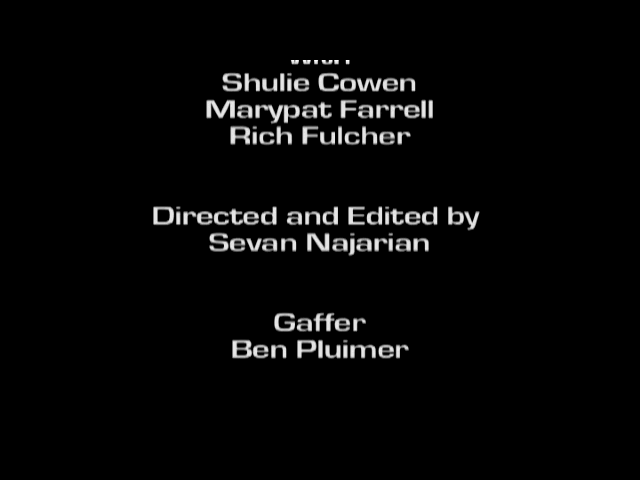 Shulie Cowen
Marypat Farrell
Rich Fulcher
Directed and Edited by
Sevan Najarian
Gaffer
Ben Pluimer